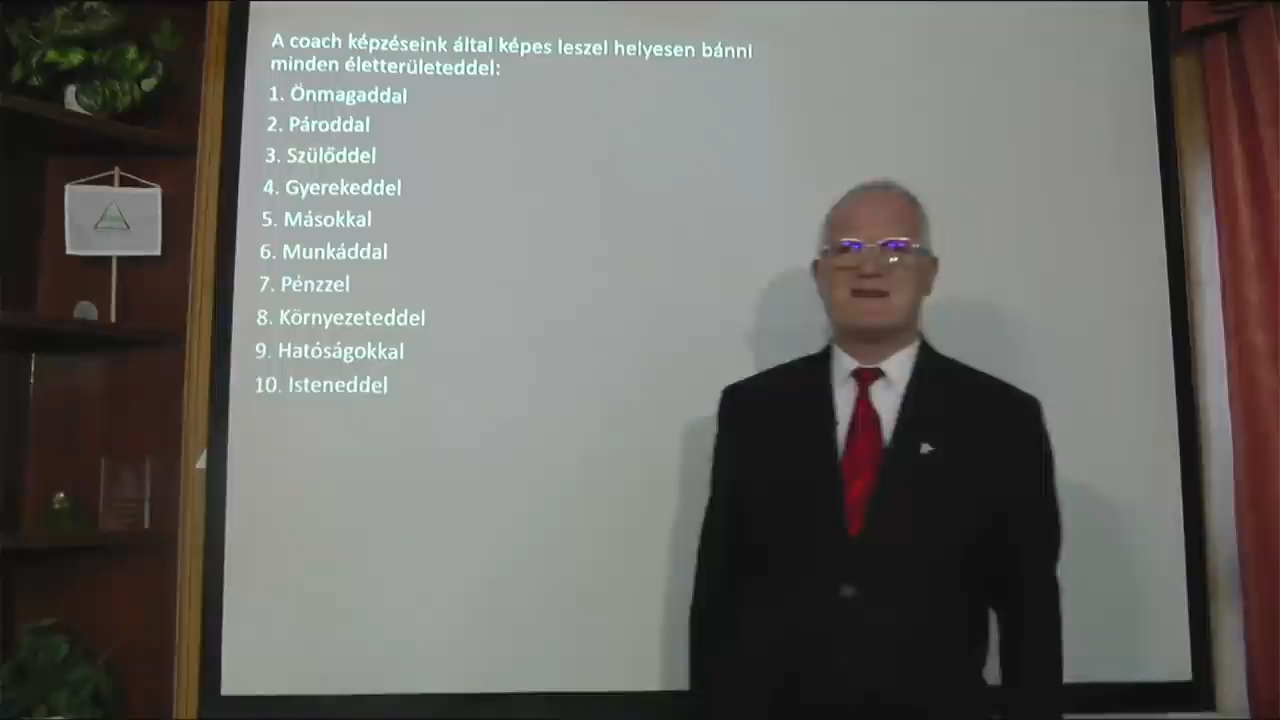 A coach képzéseink által képes leszel helyesen bánni
minden életterületeddel:
1. Önmagaddal
2. Pároddal
3. Szülőddel
4. Gyerekeddel
5. Másokkal
6. Munkáddal
7. Pénzzel
8. Környezeteddel
9. Hatóságokkal
10. Isteneddel